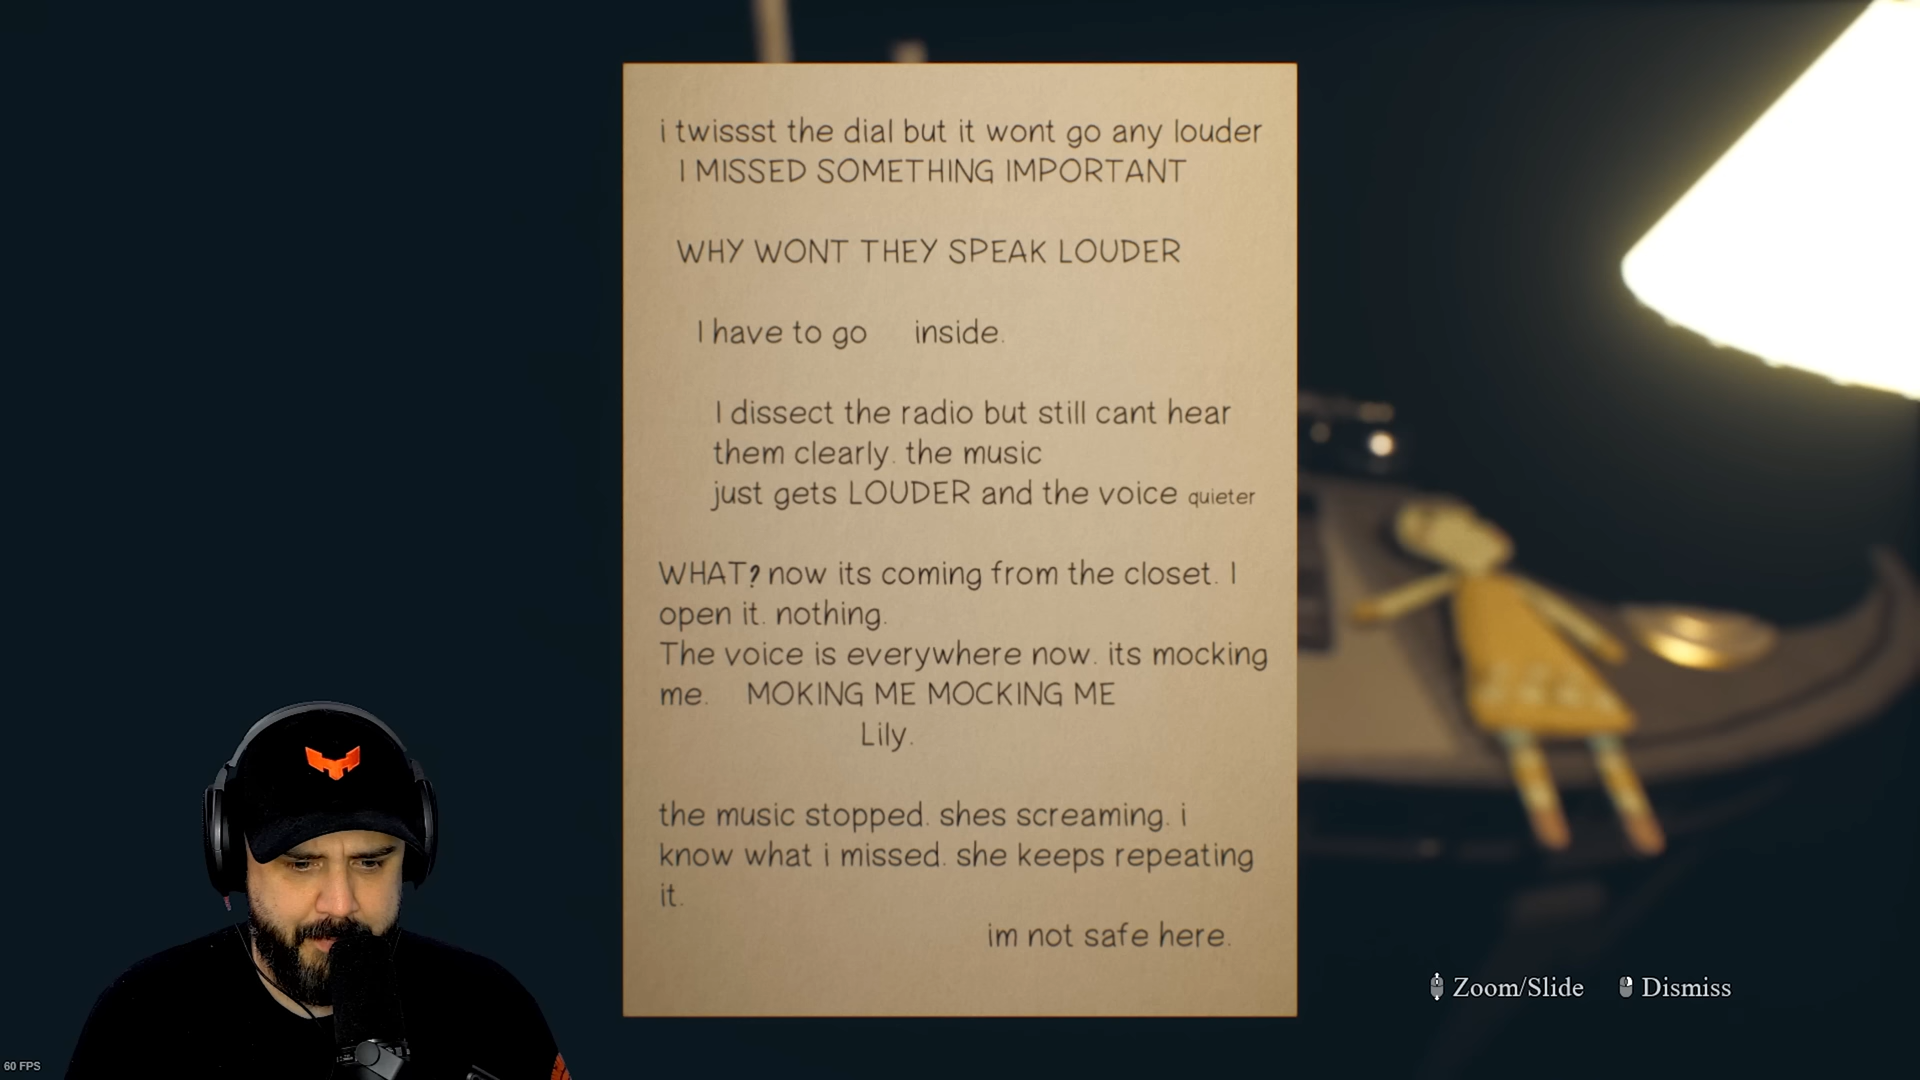 i twissst the dial but it wont go any louder
I MISSED SOMETHING IMPORTANT
WHY WONT THEY SPEAK LOUDER
I have to go inside.
I dissect the radio but still cant hear
them clearly. the music
just gets LOUDER and the voice quieter
WHAT? now its coming from the closet. I
open it. nothing.
The voice is everywhere now. its mocking
me. MOKING ME MOCKING ME
Lily.
the music stopped. shes screaming. i
know what i missed. she keeps repeating
it.
im not safe here.
Zoom/Slide Dismiss
60 FPS